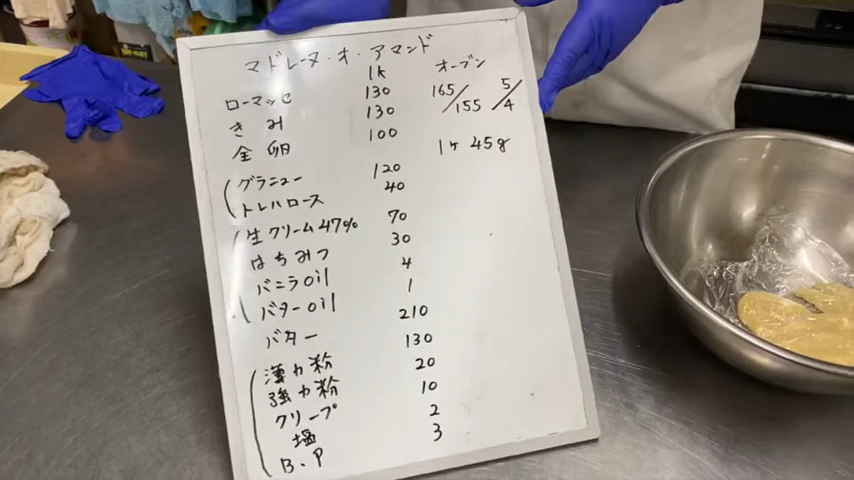 マドレーヌ・オ・アマンド
1k オーブン
ローマッセ 130 165/155 5/4
きみ 130
全卵 100 1ヶ 45g
グラニュー 120
トレハロース 40
生クリーム47% 70
はちみつ 30
バニラoil 4
バターoil 1
バター 210
薄力粉 130
強力粉 20
クリープ 10
塩 2
B.P 3